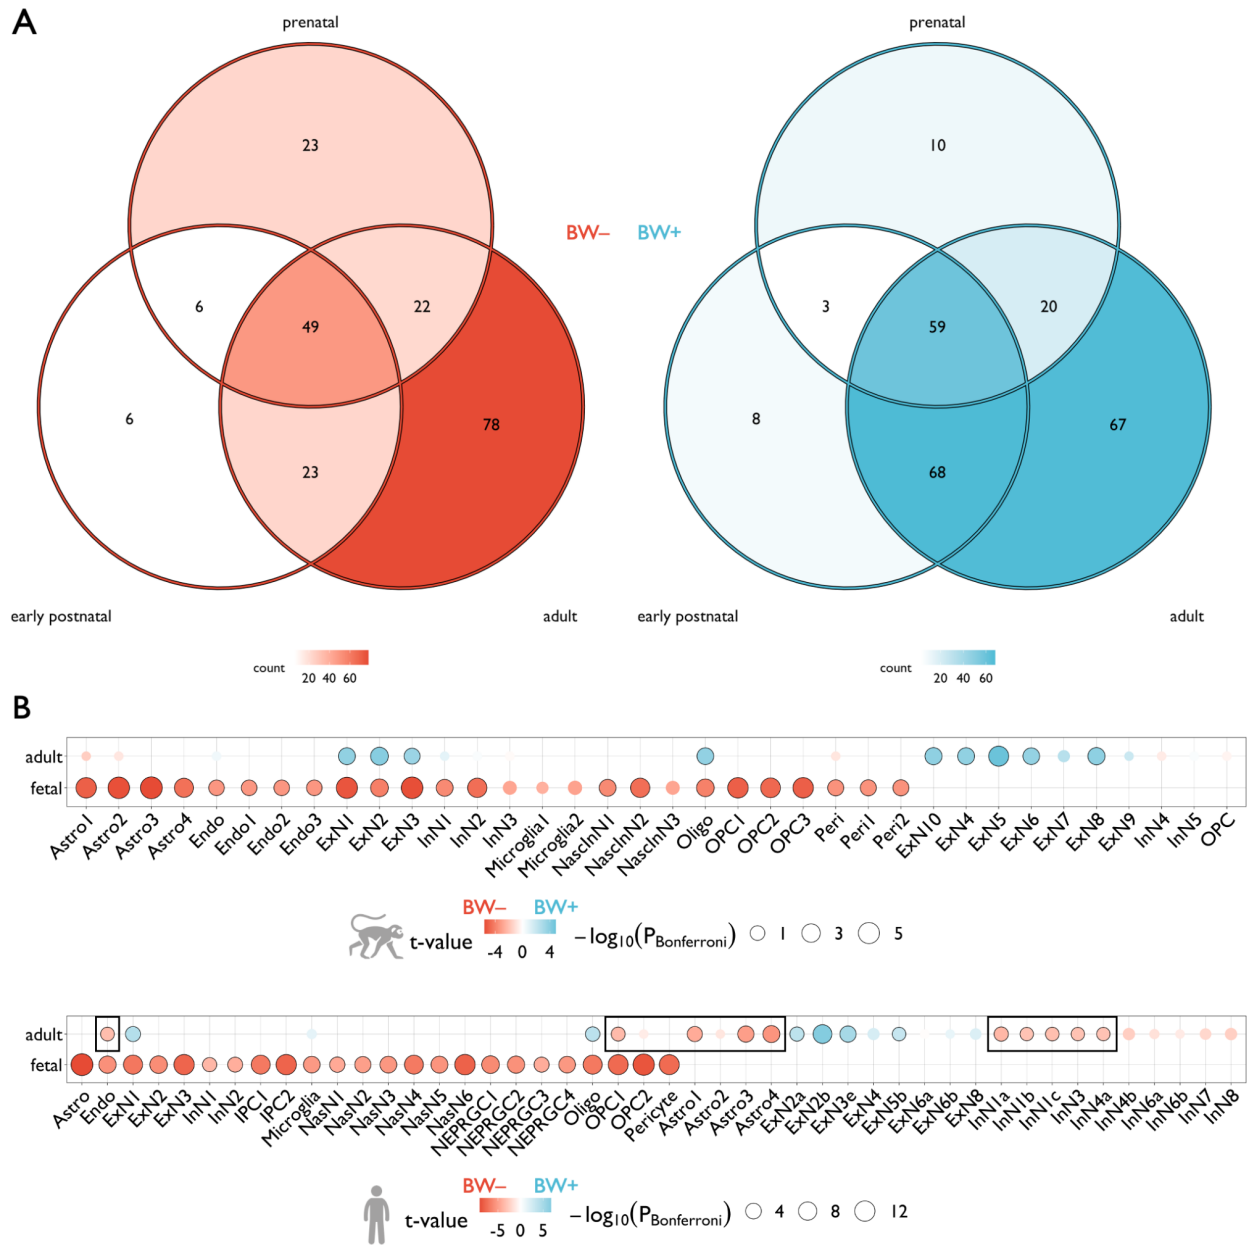 A
prenatal
prenatal
23
10
BW– BW+
6
22
49
3
20
59
6
78
23
8
67
68
early postnatal
adult
early postnatal
adult
count
20 40 60
count
20 40 60
B
adult
fetal
Astro1 Astro2 Astro3 Astro4 Endo Endo1 Endo2 Endo3 ExN1 ExN2 ExN3 InN1 InN2 InN3 Microglia1 Microglia2 NascInN1 NascInN2 NascInN3 Oligo OPC1 OPC2 OPC3 Peri Peri1 Peri2 ExN10 ExN4 ExN5 ExN6 ExN7 ExN8 ExN9 InN4 InN5 OPC
BW– BW+
t-value
-4 0 4
−log10(PBonferroni)
1 3 5
adult
fetal
Astro Endo ExN1 ExN2 ExN3 InN1 InN2 IPC1 IPC2 Microglia NasN1 NasN2 NasN3 NasN4 NasN5 NasN6 NEPRGC1 NEPRGC2 NEPRGC3 NEPRGC4 Oligo OPC1 OPC2 Pericyte Astro1 Astro2 Astro3 Astro4 ExN2a ExN2b ExN3e ExN4 ExN5b ExN6a ExN6b ExN8 InN1a InN1b InN1c InN3 InN4a InN4b InN6a InN6b InN7 InN8
BW– BW+
t-value
-5 0 5
−log10(PBonferroni)
4 8 12